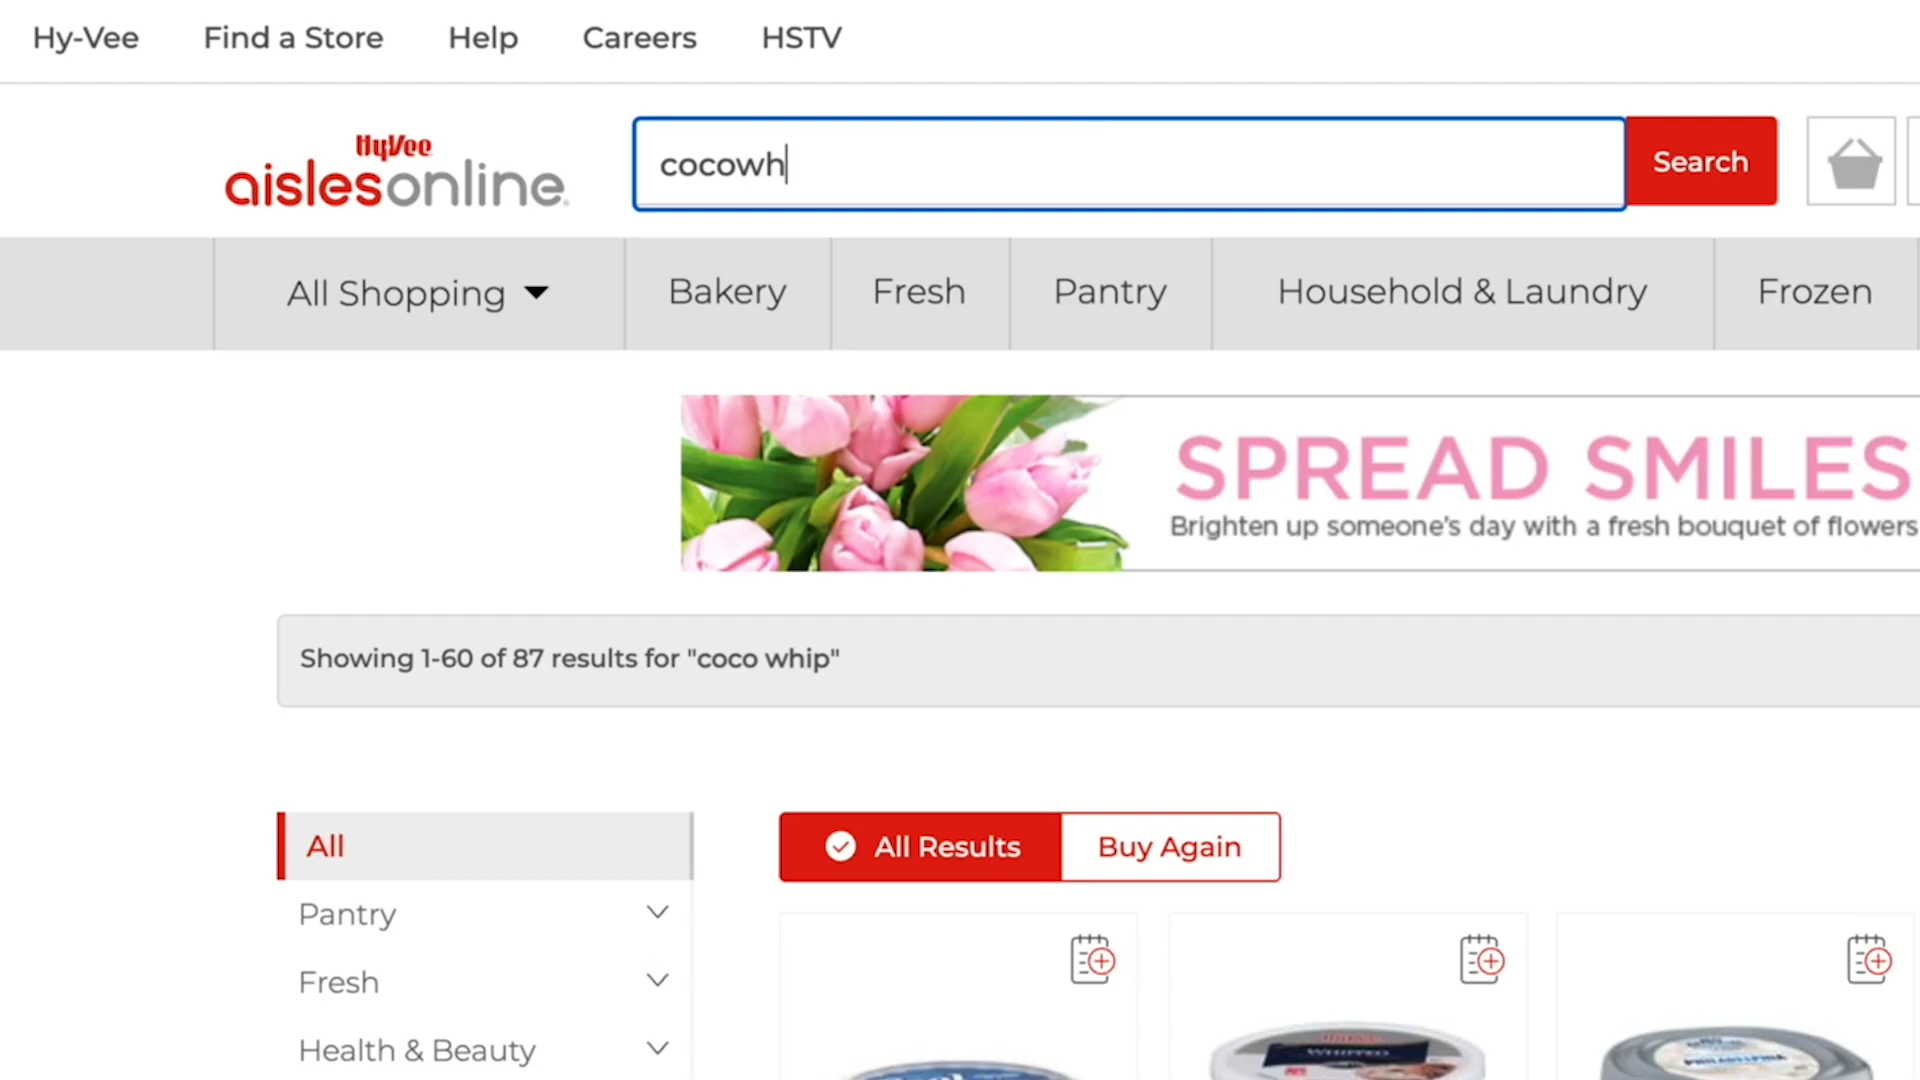 Hy-Vee Find a Store Help Careers HSTV
HyVee
aislesonline
cocowh
Search
All Shopping Bakery Fresh Pantry Household & Laundry Frozen
SPREAD SMILES
Brighten up someone's day with a fresh bouquet of flowers
Showing 1-60 of 87 results for "coco whip"
All
All Results Buy Again
Pantry
Fresh
Health & Beauty
WHIPPED
PHILADELPHIA